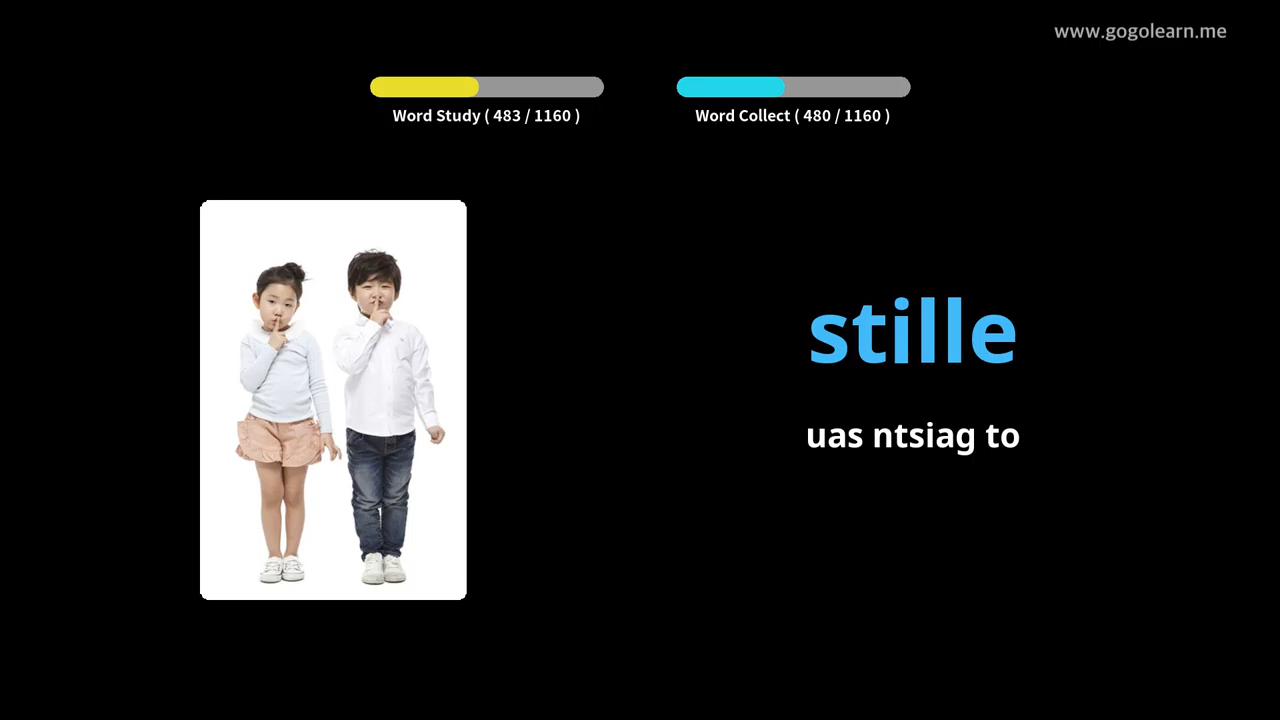 www.gogolearn.me
Word Study ( 483 / 1160 )
Word Collect ( 480 / 1160 )
stille
uas ntsiag to